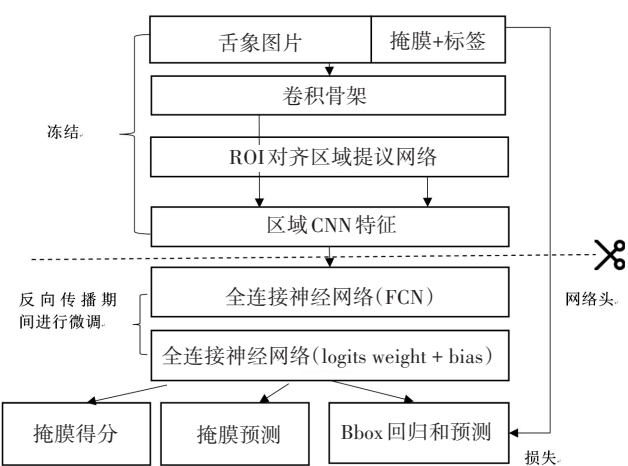 舌象图片
掩膜+标签
卷积骨架
冻结
ROI对齐区域提议网络
区域CNN特征
反向传播期
间进行微调
全连接神经网络(FCN)
网络头
全连接神经网络(logits weight + bias)
掩膜得分
掩膜预测
Bbox回归和预测
损失